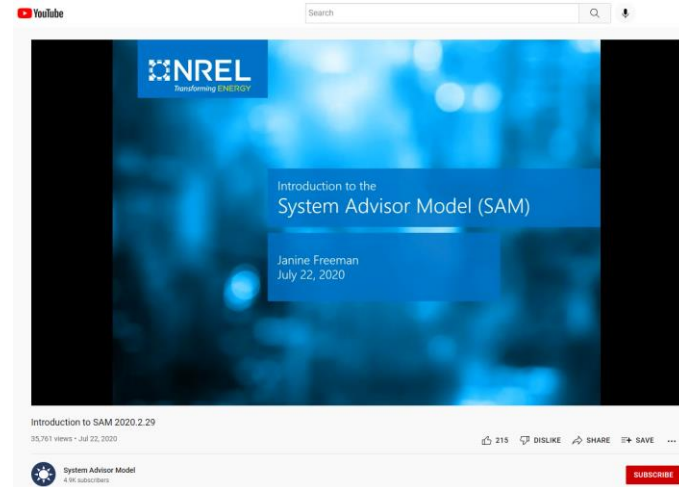 YouTube
Search
NREL
Transforming ENERGY
Introduction to the
System Advisor Model (SAM)
Janine Freeman
July 22, 2020
Introduction to SAM 2020.2.29
35,761 views • Jul 22, 2020
215 DISLIKE SHARE SAVE ...
System Advisor Model
4.9K subscribers
SUBSCRIBE